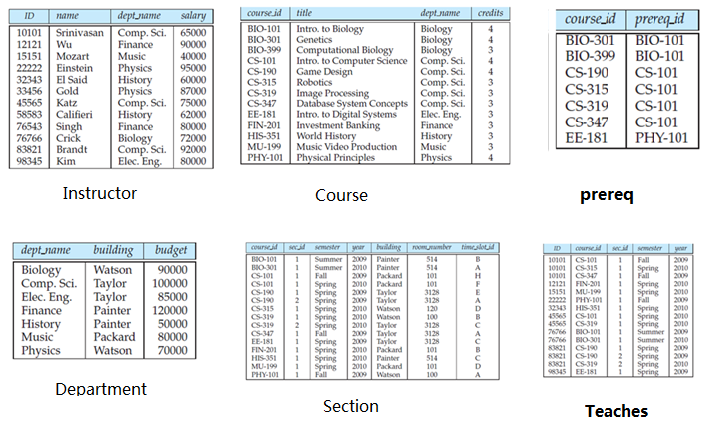 ID name dept_name salary
10101 Srinivasan Comp. Sci. 65000
12121 Wu Finance 90000
15151 Mozart Music 40000
22222 Einstein Physics 95000
32343 El Said History 60000
33456 Gold Physics 87000
45565 Katz Comp. Sci. 75000
58583 Califieri History 62000
76543 Singh Finance 80000
76766 Crick Biology 72000
83821 Brandt Comp. Sci. 92000
98345 Kim Elec. Eng. 80000
Instructor
course_id title dept_name credits
BIO-101 Intro. to Biology Biology 4
BIO-301 Genetics Biology 4
BIO-399 Computational Biology Biology 3
CS-101 Intro. to Computer Science Comp. Sci. 4
CS-190 Game Design Comp. Sci. 4
CS-315 Robotics Comp. Sci. 3
CS-319 Image Processing Comp. Sci. 3
CS-347 Database System Concepts Comp. Sci. 3
EE-181 Intro. to Digital Systems Elec. Eng. 3
FIN-201 Investment Banking Finance 3
HIS-351 World History History 3
MU-199 Music Video Production Music 3
PHY-101 Physical Principles Physics 4
Course
course_id prereq_id
BIO-301 BIO-101
BIO-399 BIO-101
CS-190 CS-101
CS-315 CS-101
CS-319 CS-101
CS-347 CS-101
EE-181 PHY-101
prereq
dept_name building budget
Biology Watson 90000
Comp. Sci. Taylor 100000
Elec. Eng. Taylor 85000
Finance Painter 120000
History Painter 50000
Music Packard 80000
Physics Watson 70000
Department
course_id sec_id semester year building room_number time_slot_id
BIO-101 1 Summer 2009 Painter 514 B
BIO-301 1 Summer 2010 Painter 514 A
CS-101 1 Fall 2009 Packard 101 H
CS-101 1 Spring 2010 Packard 101 F
CS-190 1 Spring 2009 Taylor 3128 E
CS-190 2 Spring 2009 Taylor 3128 A
CS-315 1 Spring 2010 Watson 120 D
CS-319 1 Spring 2010 Watson 100 B
CS-319 2 Spring 2010 Taylor 3128 C
CS-347 1 Fall 2009 Taylor 3128 A
EE-181 1 Spring 2009 Taylor 3128 C
FIN-201 1 Spring 2010 Packard 101 B
HIS-351 1 Spring 2010 Painter 514 C
MU-199 1 Spring 2010 Packard 101 D
PHY-101 1 Fall 2009 Watson 100 A
Section
ID course_id sec_id semester year
10101 CS-101 1 Fall 2009
10101 CS-315 1 Spring 2010
10101 CS-347 1 Fall 2009
12121 FIN-201 1 Spring 2010
15151 MU-199 1 Spring 2010
22222 PHY-101 1 Fall 2009
32343 HIS-351 1 Spring 2010
45565 CS-101 1 Spring 2010
45565 CS-319 1 Spring 2010
76766 BIO-101 1 Summer 2009
76766 BIO-301 1 Summer 2010
83821 CS-190 1 Spring 2009
83821 CS-190 2 Spring 2009
83821 CS-319 2 Spring 2010
98345 EE-181 1 Spring 2009
Teaches